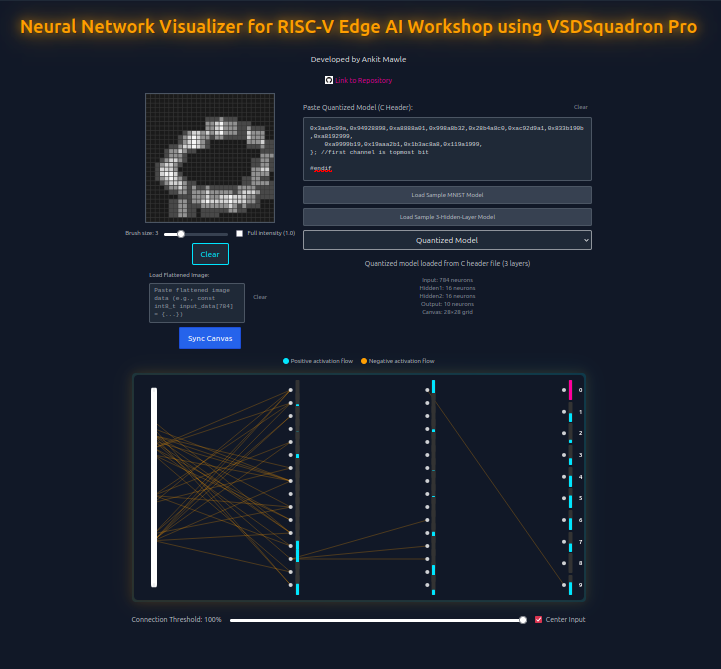 Neural Network Visualizer for RISC-V Edge AI Workshop using VSDSquadron Pro
Developed by Ankit Mawle
Link to Repository
Paste Quantized Model (C Header):
Clear
0x3aa9c09a,0x94928898,0xa8888a01,0x998a8b32,0x28b4a8c0,0xac92d9a1,0x833b190b
,0xa8192999,
0xa9999b19,0x19aaa2b1,0x1b3ac8a8,0x119a1999,
}; //first channel is topmost bit
#endif
Load Sample MNIST Model
Load Sample 3-Hidden-Layer Model
Quantized Model
Brush size: 3
Full Intensity (1.0)
Clear
Load Flattened Image:
Paste flattened image
data (e.g., const
int8_t input_data[784]
= {...})
Clear
Sync Canvas
Quantized model loaded from C header file (3 layers)
Input: 784 neurons
Hidden1: 16 neurons
Hidden2: 16 neurons
Output: 10 neurons
Canvas: 28×28 grid
Positive activation flow
Negative activation flow
0
1
2
3
4
5
6
7
8
9
Connection Threshold: 100%
Center Input